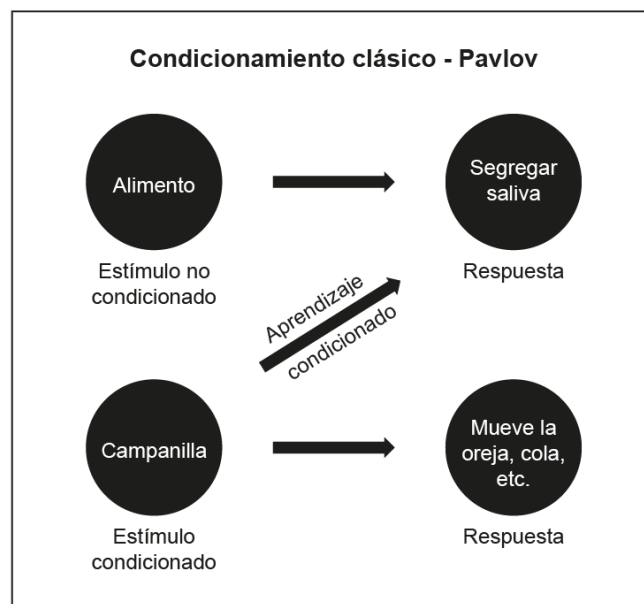 Condicionamiento clásico - Pavlov
Alimento
Segregar
saliva
Estímulo no
condicionado
Respuesta
Aprendizaje
condicionado
Campanilla
Mueve la
oreja, cola,
etc.
Estímulo
condicionado
Respuesta